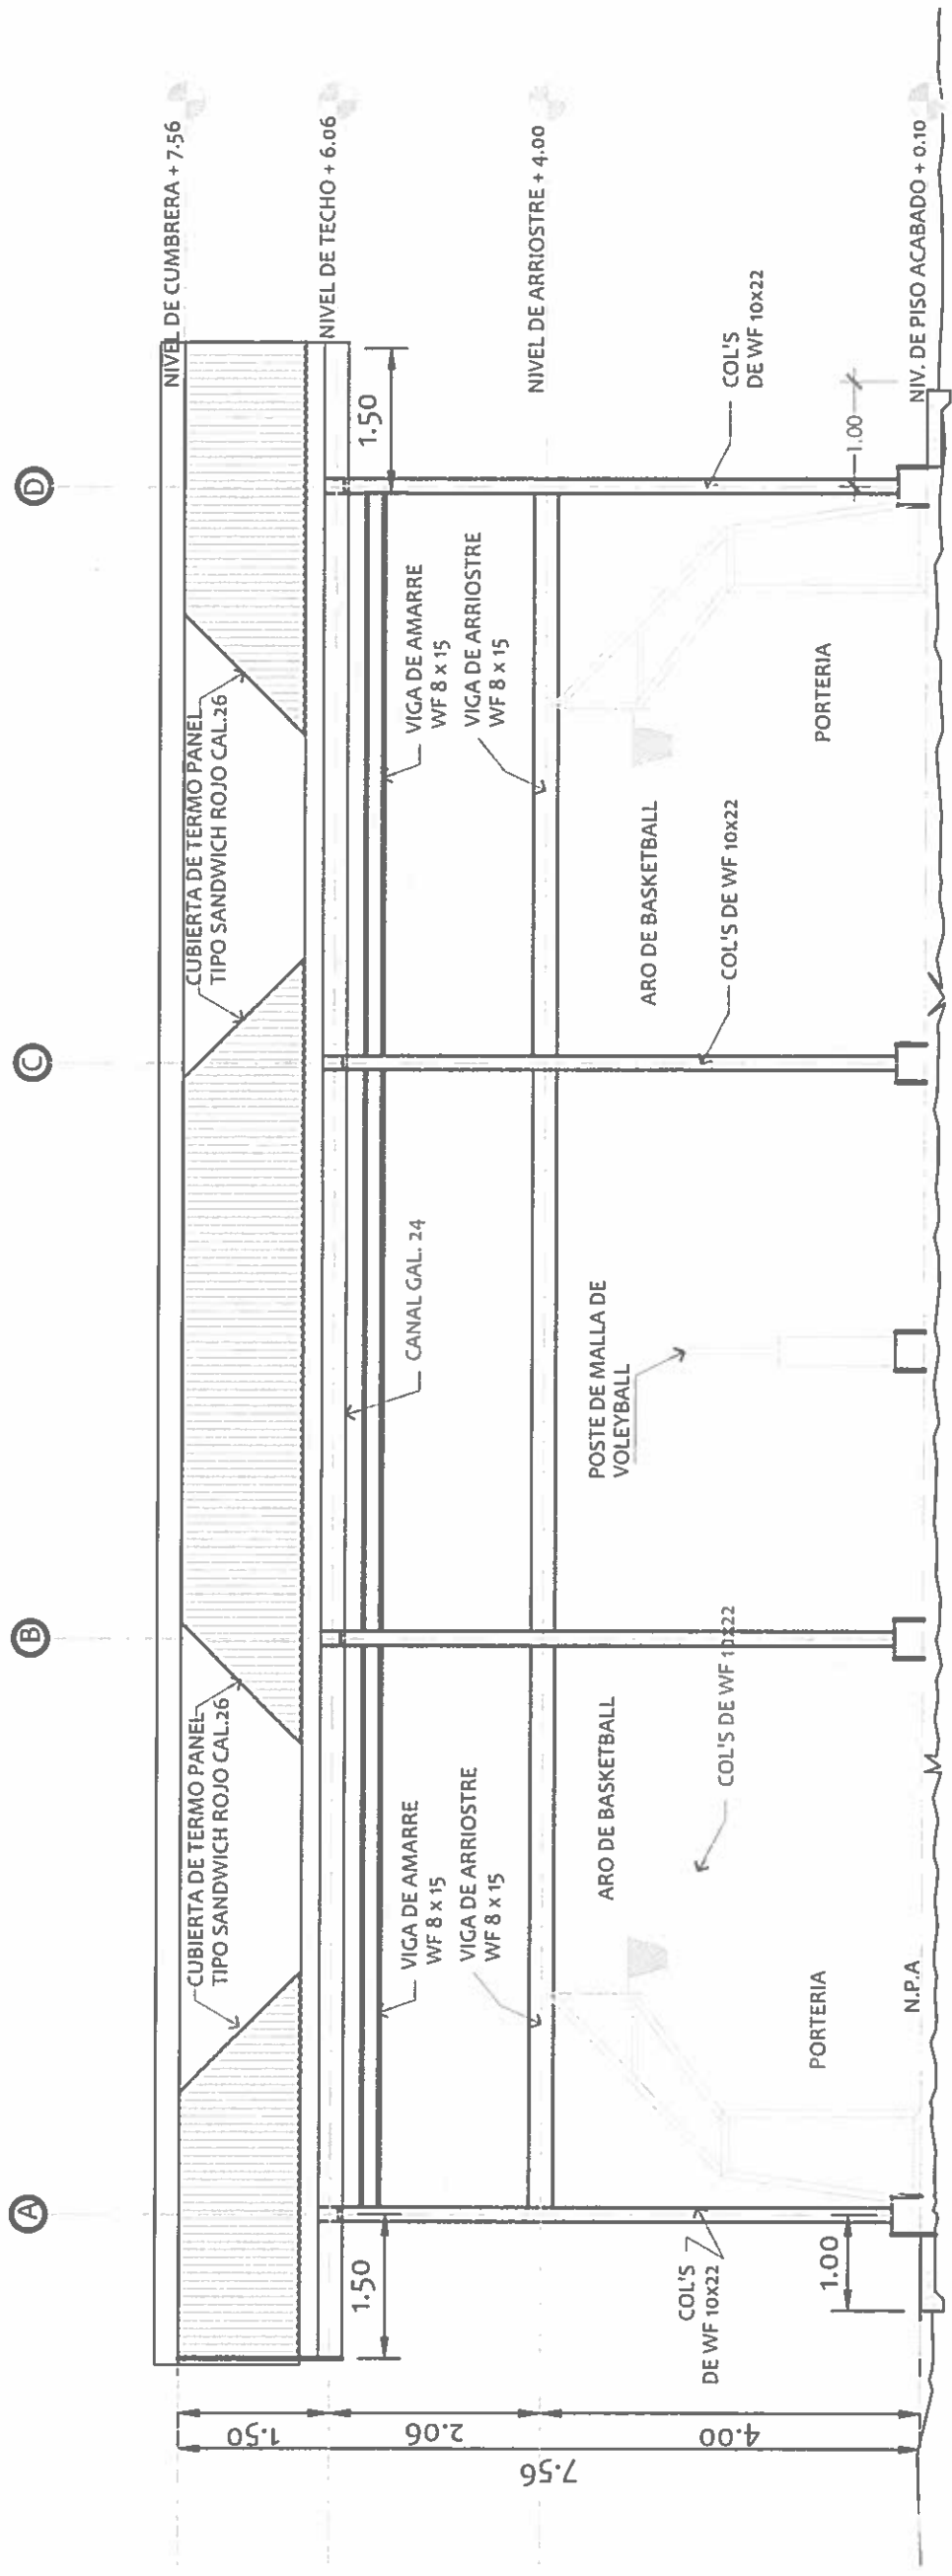 A
B
C
D
NIVEL DE CUMBRERA + 7.56
NIVEL DE TECHO + 6.06
NIVEL DE ARRIOSTRE + 4.00
NIV. DE PISO ACABADO + 0.10
CUBIERTA DE TERMO PANEL
TIPO SANDWICH ROJO CAL.26
CUBIERTA DE TERMO PANEL
TIPO SANDWICH ROJO CAL.26
1.50
1.50
VIGA DE AMARRE
WF 8 x 15
VIGA DE ARRIOSTRE
WF 8 x 15
CANAL GAL. 24
VIGA DE AMARRE
WF 8 x 15
VIGA DE ARRIOSTRE
WF 8 x 15
ARO DE BASKETBALL
POSTE DE MALLA DE
VOLEYBALL
ARO DE BASKETBALL
COL'S
DE WF 10x22
COL'S DE WF 10x22
COL'S DE WF 10x22
COL'S
DE WF 10x22
PORTERIA
PORTERIA
1.00
1.00
N.P.A
1.50
2.06
4.00
7.56